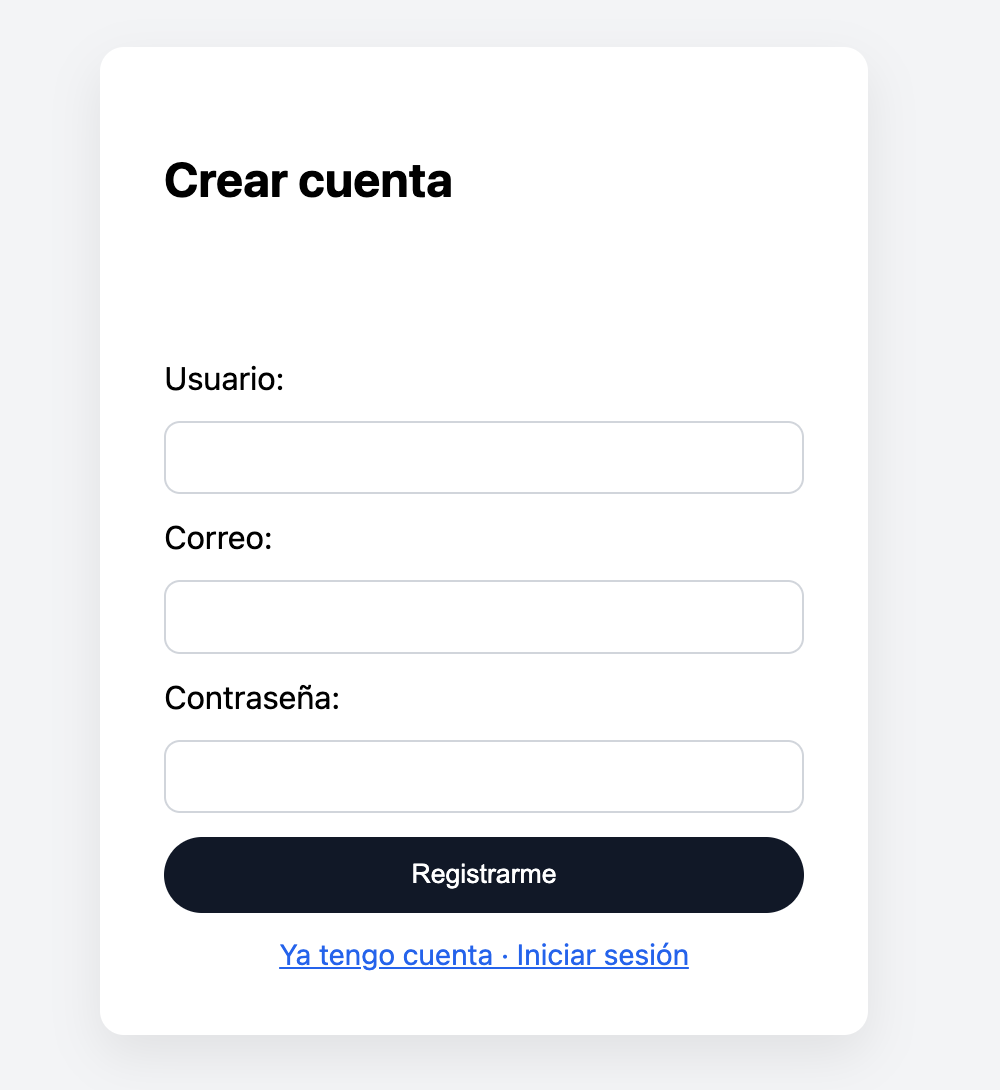 Crear cuenta
Usuario:
Correo:
Contraseña:
Registrarme
Ya tengo cuenta · Iniciar sesión